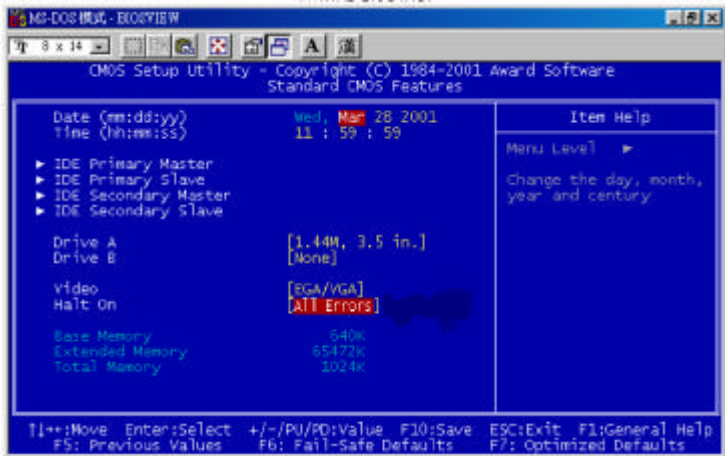 MS-DOS 模式 - BIOSVIEW
8 x 14
A 漢
CMOS Setup Utility - Copyright (C) 1984-2001 Award Software
Standard CMOS Features
Date (mm:dd:yy) Wed, Mar 28 2001
Time (hh:mm:ss) 11 : 59 : 59
► IDE Primary Master
► IDE Primary Slave
► IDE Secondary Master
► IDE Secondary Slave
Drive A [1.44M, 3.5 in.]
Drive B [None]
Video [EGA/VGA]
Halt On [All Errors]
Base Memory 640K
Extended Memory 65472K
Total Memory 1024K
Item Help
Menu Level ►
Change the day, month,
year and century
↑↓→←:Move Enter:Select +/-/PU/PD:Value F10:Save ESC:Exit F1:General Help
F5: Previous Values F6: Fail-Safe Defaults F7: Optimized Defaults